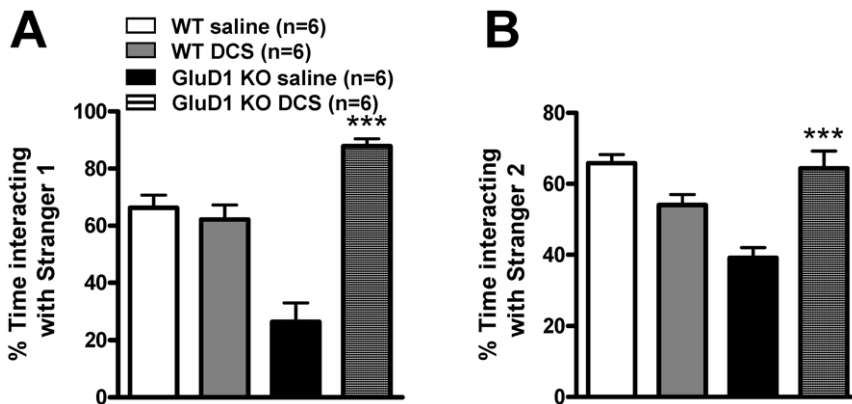 A
WT saline (n=6)
WT DCS (n=6)
GluD1 KO saline (n=6)
GluD1 KO DCS (n=6)
***
% Time interacting
with Stranger 1
100
80
60
40
20
0
B
***
% Time interacting
with Stranger 2
80
60
40
20
0